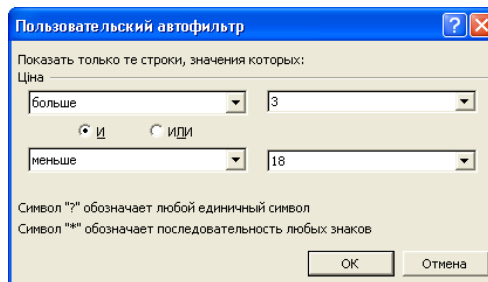 Пользовательский автофильтр
Показать только те строки, значения которых:
Ціна
больше 3
И ИЛИ
меньше 18
Символ "?" обозначает любой единичный символ
Символ "*" обозначает последовательность любых знаков
ОК Отмена